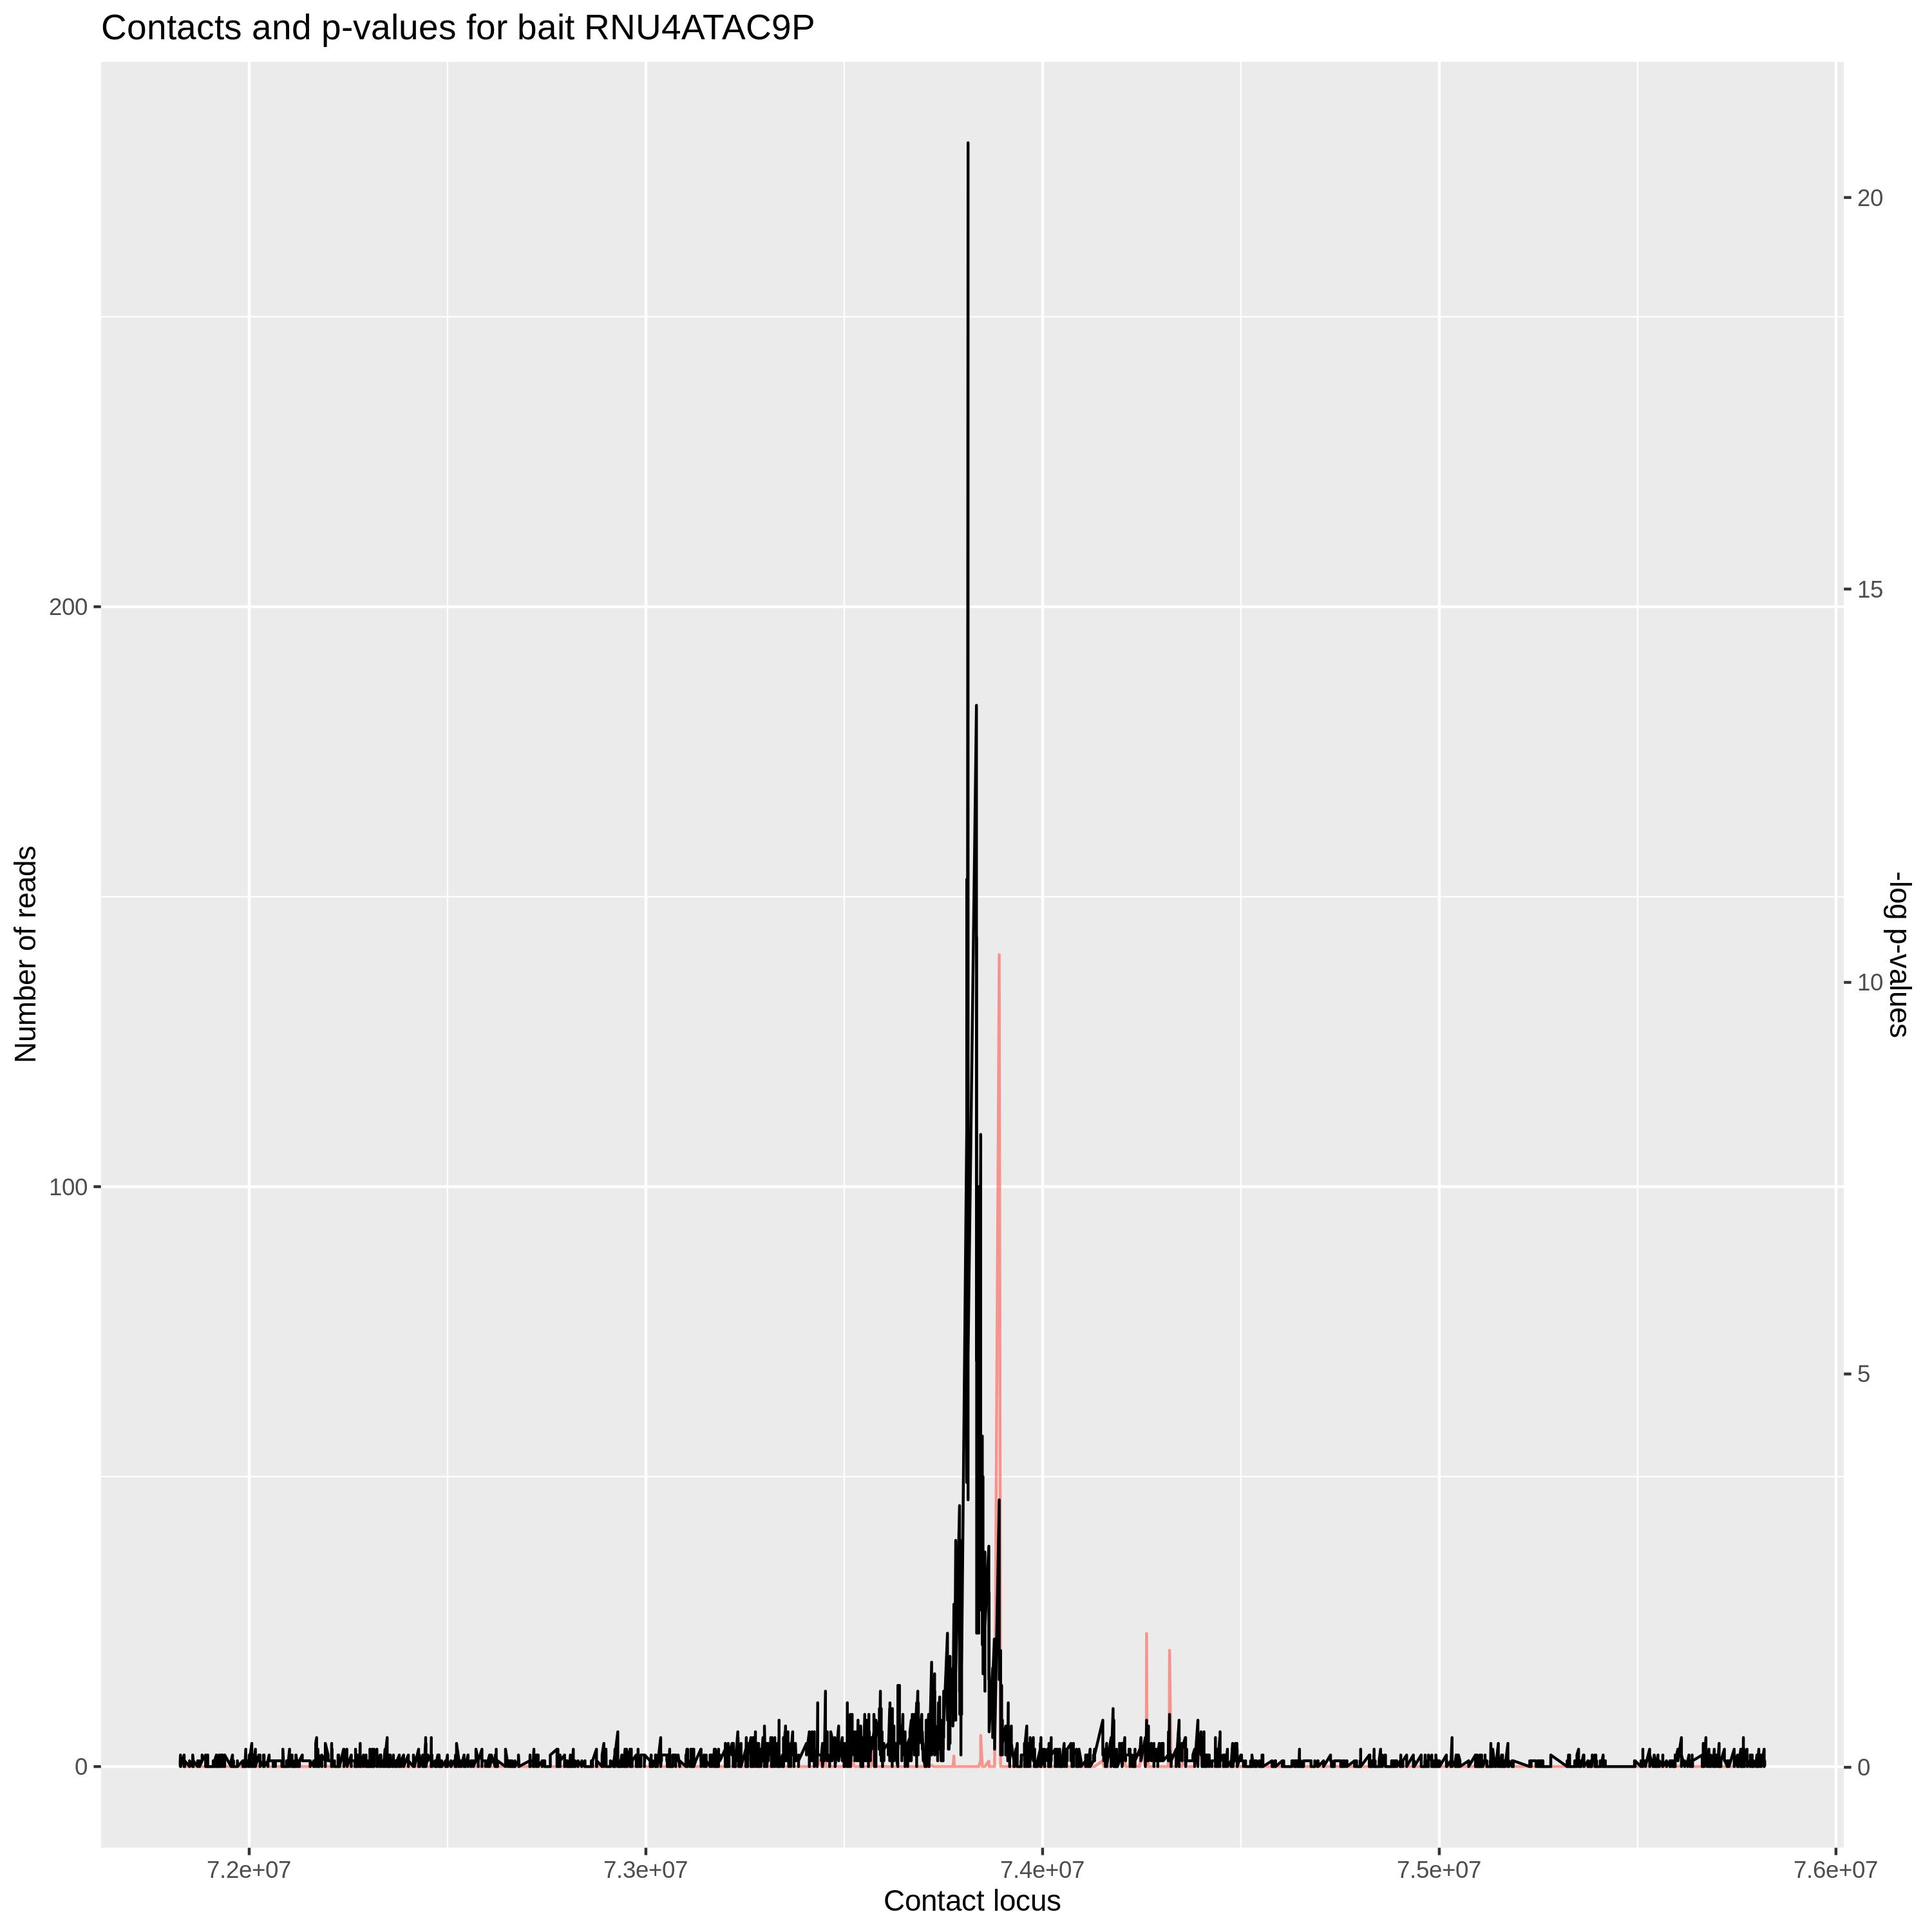 Contacts and p-values for bait RNU4ATAC9P
20
15
10
5
0
-log p-values
200
100
0
Number of reads
7.2e+07
7.3e+07
7.4e+07
7.5e+07
7.6e+07
Contact locus